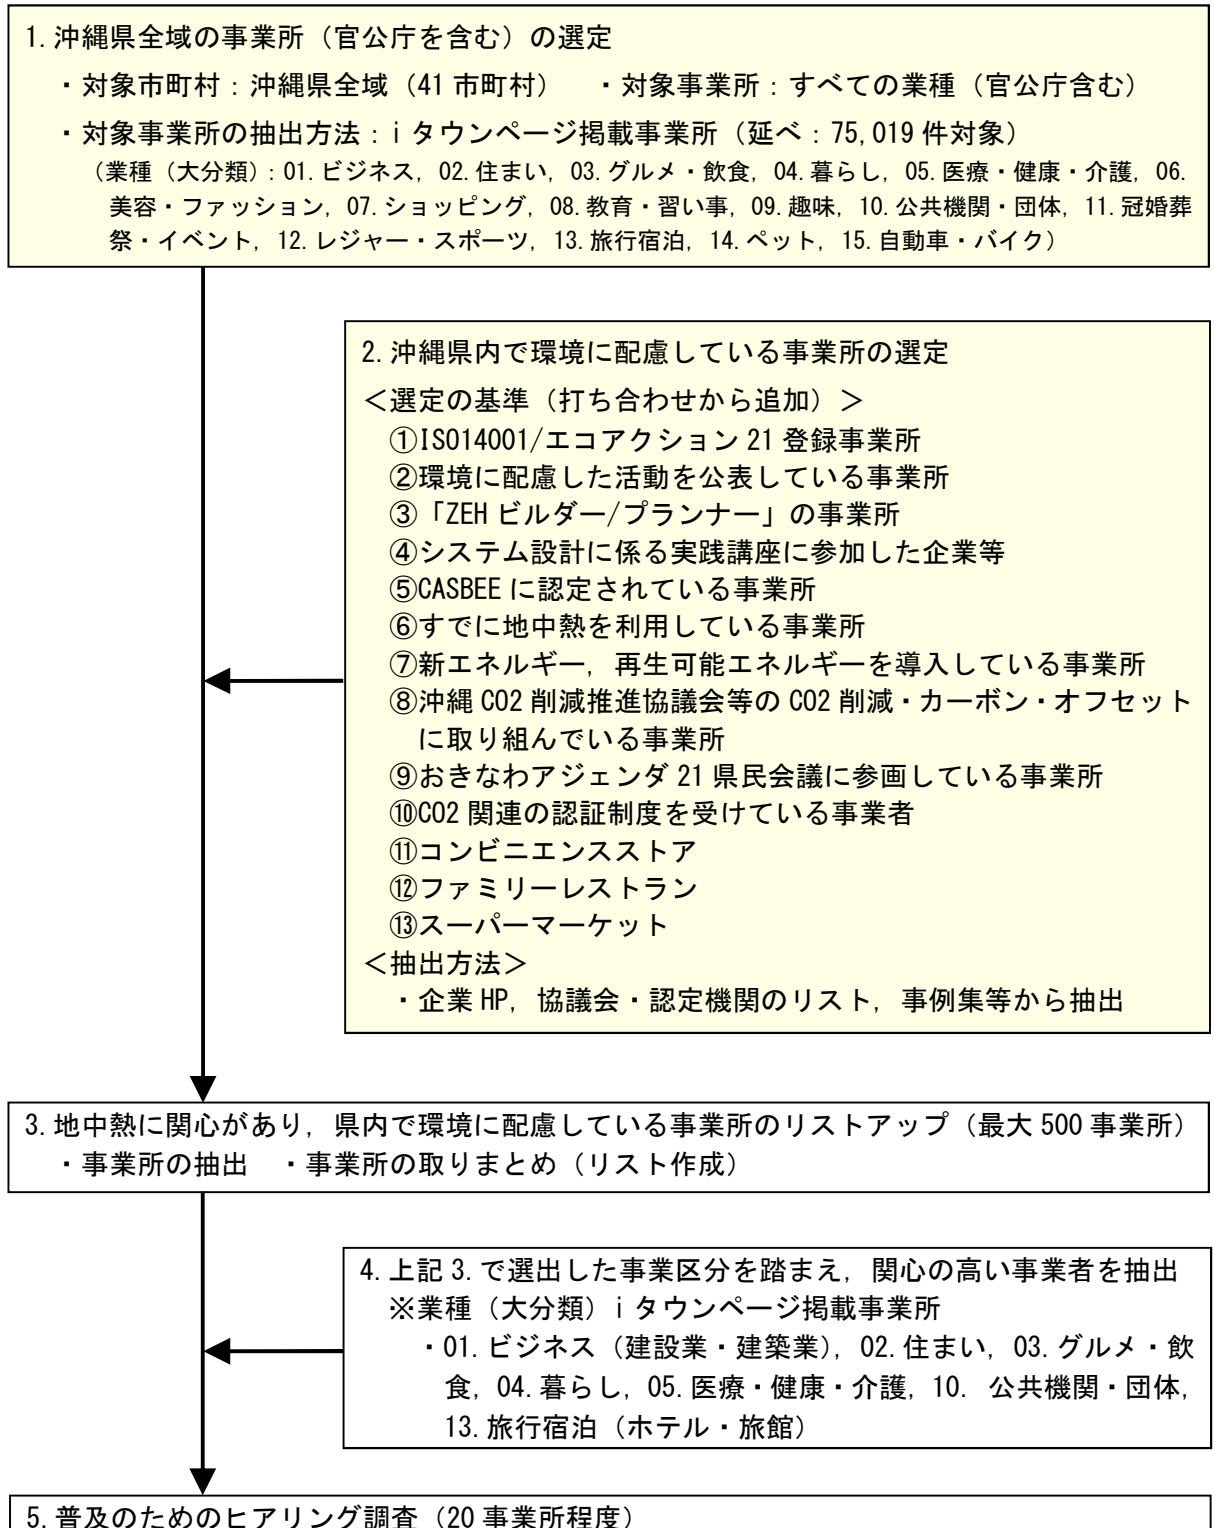 1.沖縄県全域の事業所（官公庁を含む）の選定
・対象市町村：沖縄県全域（41 市町村）　・対象事業所：すべての業種（官公庁含む）
・対象事業所の抽出方法：i タウンページ掲載事業所（延べ：75,019 件対象）
（業種（大分類）：01.ビジネス, 02.住まい, 03.グルメ・飲食, 04.暮らし, 05.医療・健康・介護, 06.
美容・ファッション, 07.ショッピング, 08.教育・習い事, 09.趣味, 10.公共機関・団体, 11.冠婚葬
祭・イベント, 12.レジャー・スポーツ, 13.旅行宿泊, 14.ペット, 15.自動車・バイク）
2.沖縄県内で環境に配慮している事業所の選定
＜選定の基準（打ち合わせから追加）＞
①ISO14001/エコアクション 21 登録事業所
②環境に配慮した活動を公表している事業所
③「ZEH ビルダー/プランナー」の事業所
④システム設計に係る実践講座に参加した企業等
⑤CASBEE に認定されている事業所
⑥すでに地中熱を利用している事業所
⑦新エネルギー, 再生可能エネルギーを導入している事業所
⑧沖縄 CO2 削減推進協議会等の CO2 削減・カーボン・オフセット
に取り組んでいる事業所
⑨おきなわアジェンダ 21 県民会議に参画している事業所
⑩CO2 関連の認証制度を受けている事業者
⑪コンビニエンスストア
⑫ファミリーレストラン
⑬スーパーマーケット
＜抽出方法＞
・企業 HP, 協議会・認定機関のリスト, 事例集等から抽出
3.地中熱に関心があり, 県内で環境に配慮している事業所のリストアップ（最大 500 事業所）
・事業所の抽出　・事業所の取りまとめ（リスト作成）
4.上記 3.で選出した事業区分を踏まえ, 関心の高い事業者を抽出
※業種（大分類）i タウンページ掲載事業所
・01.ビジネス（建設業・建築業）, 02.住まい, 03.グルメ・飲
食, 04.暮らし, 05.医療・健康・介護, 10. 公共機関・団体,
13.旅行宿泊（ホテル・旅館）
5.普及のためのヒアリング調査（20 事業所程度）